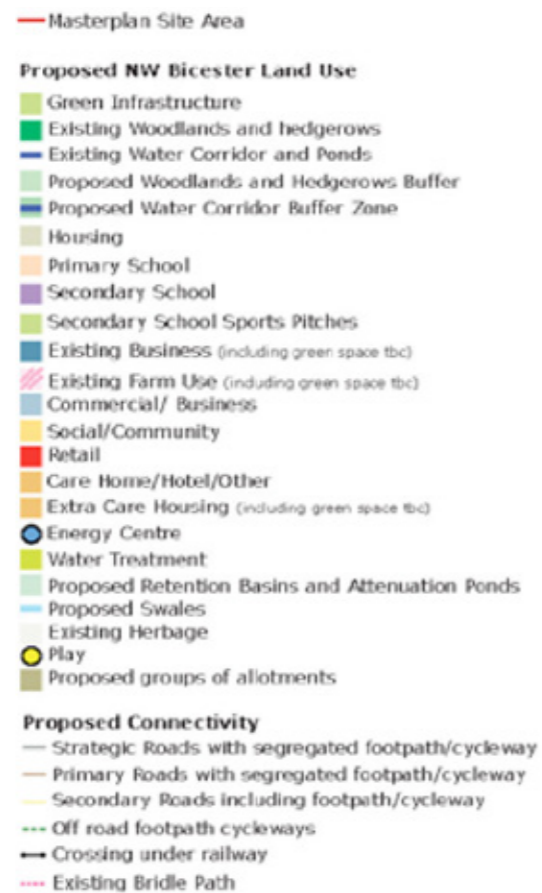 Masterplan Site Area
Proposed NW Bicester Land Use
Green Infrastructure
Existing Woodlands and hedgerows
Existing Water Corridor and Ponds
Proposed Woodlands and Hedgerows Buffer
Proposed Water Corridor Buffer Zone
Housing
Primary School
Secondary School
Secondary School Sports Pitches
Existing Business (including green space tbc)
Existing Farm Use (including green space tbc)
Commercial/ Business
Social/Community
Retail
Care Home/Hotel/Other
Extra Care Housing (including green space tbc)
Energy Centre
Water Treatment
Proposed Retention Basins and Attenuation Ponds
Proposed Swales
Existing Herbage
Play
Proposed groups of allotments
Proposed Connectivity
Strategic Roads with segregated footpath/cycleway
Primary Roads with segregated footpath/cycleway
Secondary Roads including footpath/cycleway
Off road footpath cycleways
Crossing under railway
Existing Bridle Path